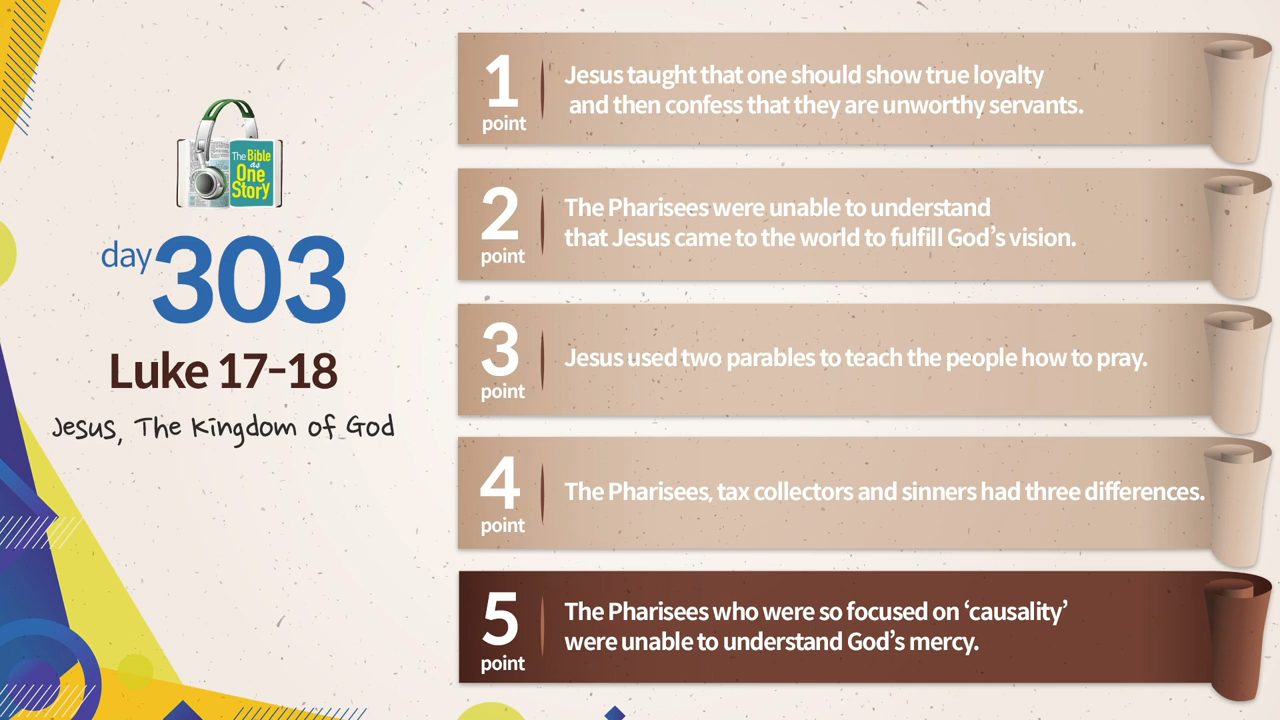 The Bible
as
One
Story
day 303
Luke 17-18
Jesus, The Kingdom of God
1
point
Jesus taught that one should show true loyalty
and then confess that they are unworthy servants.
2
point
The Pharisees were unable to understand
that Jesus came to the world to fulfill God’s vision.
3
point
Jesus used two parables to teach the people how to pray.
4
point
The Pharisees, tax collectors and sinners had three differences.
5
point
The Pharisees who were so focused on ‘causality’
were unable to understand God’s mercy.